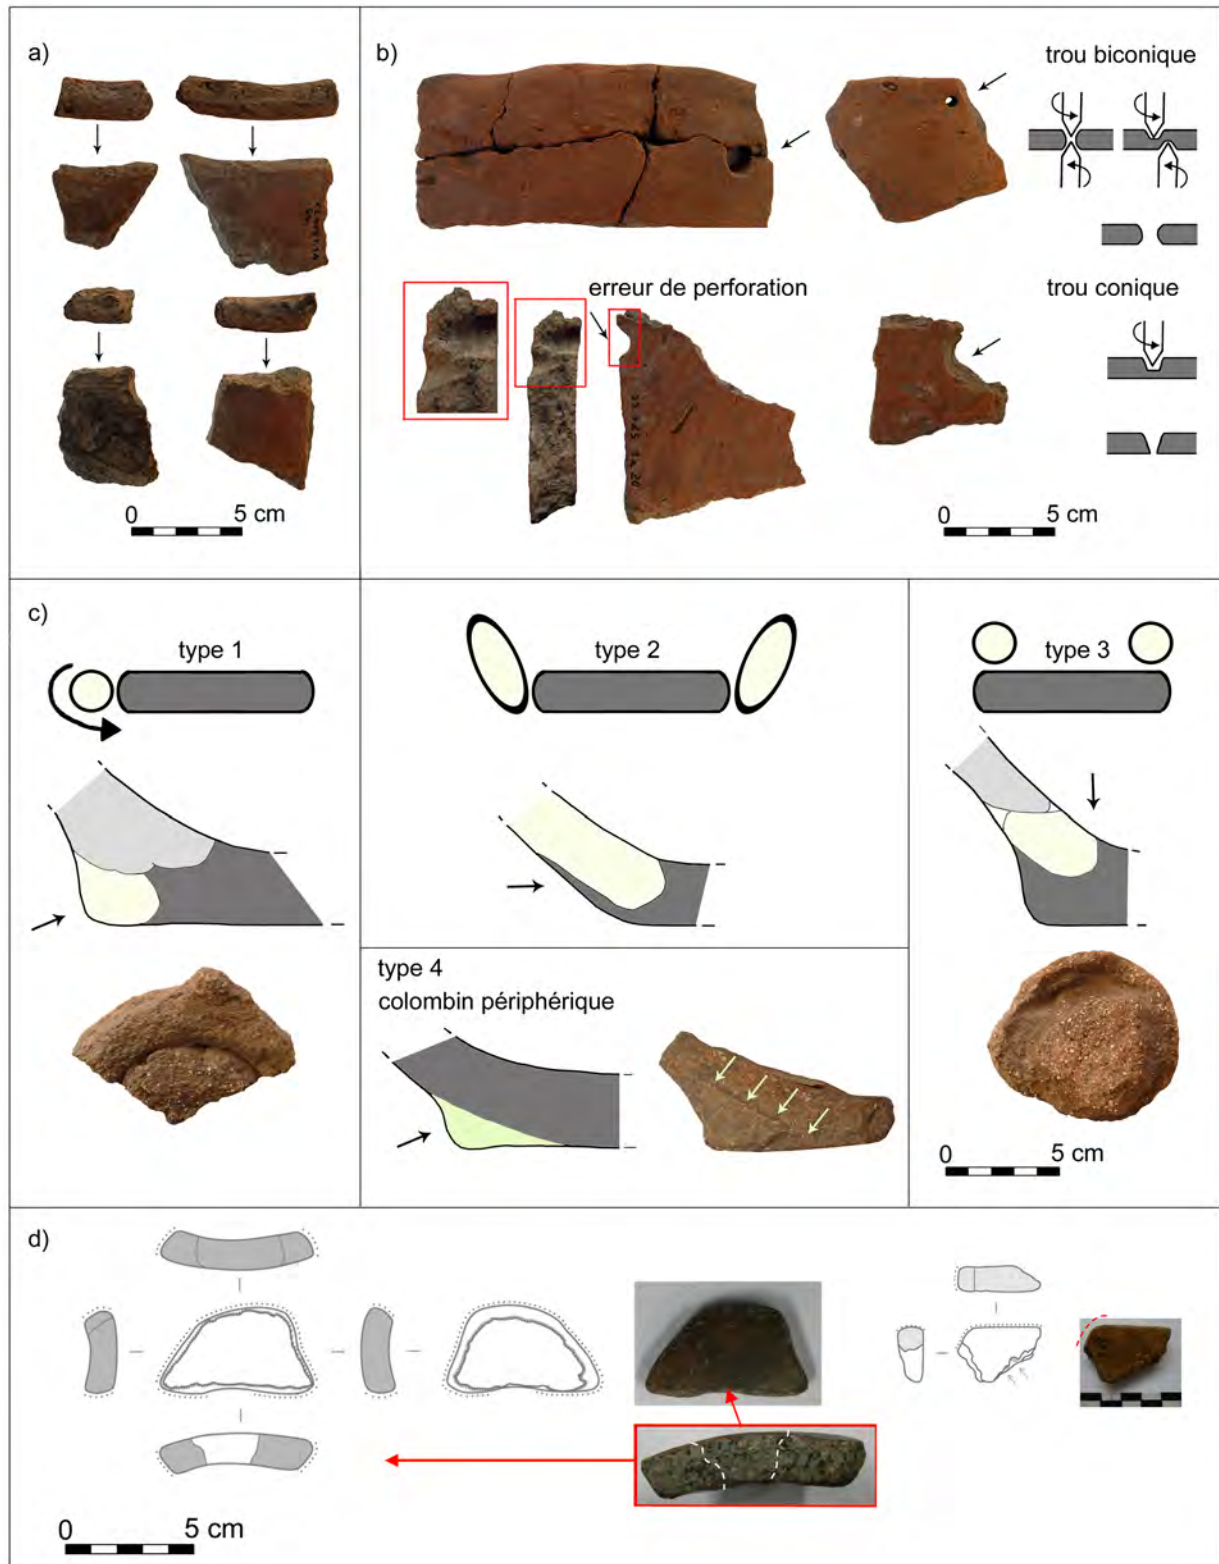 a)
0 5 cm
b)
trou biconique
erreur de perforation
trou conique
0 5 cm
c)
type 1
type 2
type 3
type 4
colombin périphérique
0 5 cm
d)
0 5 cm